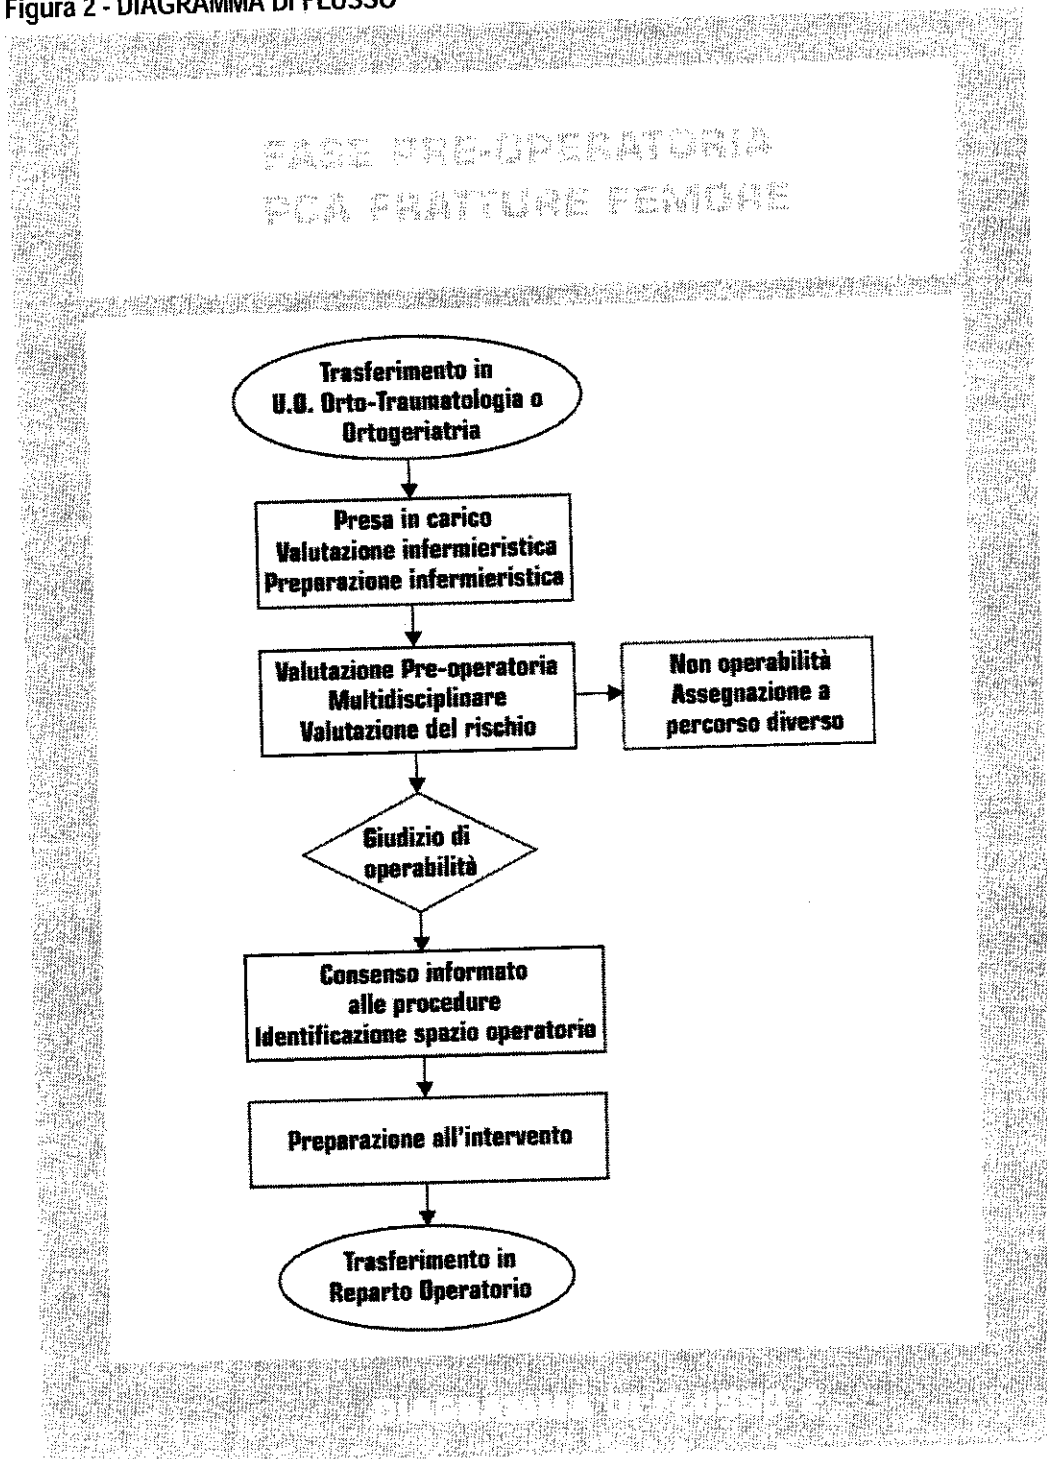 Figura 2 - DIAGRAMMA DI FLUSSO
FASE PRE-OPERATORIA
PCA FRATTURE FEMORE
Trasferimento in
U.O. Orto-Traumatologia o
Ortogeriatria
Presa in carico
Valutazione infermieristica
Preparazione infermieristica
Valutazione Pre-operatoria
Multidisciplinare
Valutazione del rischio
Non operabilità
Assegnazione a
percorso diverso
Giudizio di
operabilità
Consenso informato
alle procedure
Identificazione spazio operatorio
Preparazione all'intervento
Trasferimento in
Reparto Operatorio